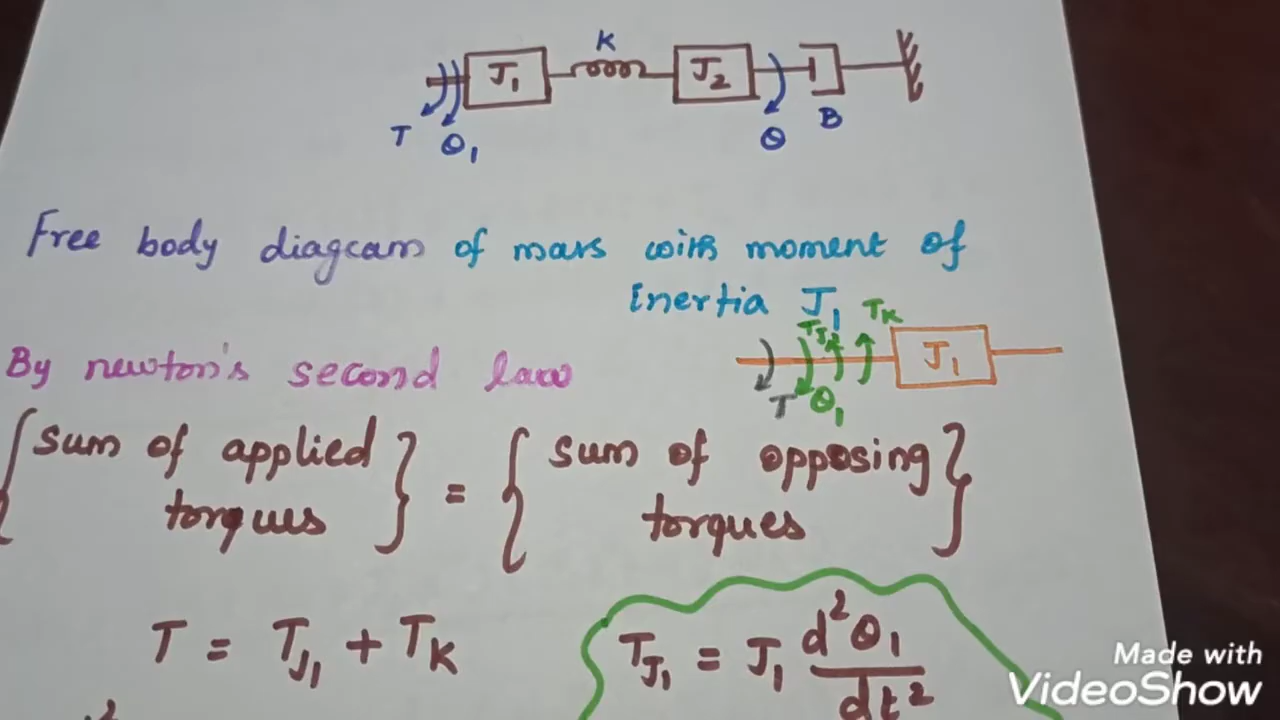 K
J₁ J₂
T θ₁ θ B
Free body diagram of mass with moment of
Inertia J₁
TJ₁ TK
By newton's second law
J₁
T θ₁
{sum of applied torques} = {sum of opposing torques}
T = TJ₁ + TK
TJ₁ = J₁ d²θ₁/dt²
Made with
VideoShow